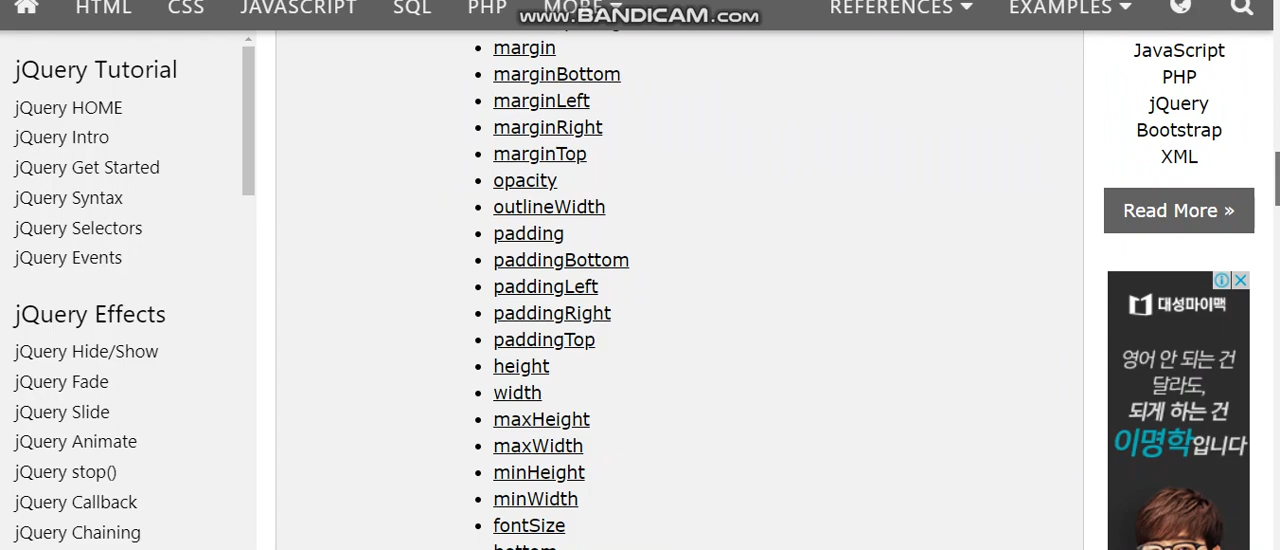 HTML CSS JAVASCRIPT SQL PHP MORE REFERENCES EXAMPLES
www.BANDICAM.com
jQuery Tutorial
jQuery HOME
jQuery Intro
jQuery Get Started
jQuery Syntax
jQuery Selectors
jQuery Events
jQuery Effects
jQuery Hide/Show
jQuery Fade
jQuery Slide
jQuery Animate
jQuery stop()
jQuery Callback
jQuery Chaining
margin
marginBottom
marginLeft
marginRight
marginTop
opacity
outlineWidth
padding
paddingBottom
paddingLeft
paddingRight
paddingTop
height
width
maxHeight
maxWidth
minHeight
minWidth
fontSize
bottom
JavaScript
PHP
jQuery
Bootstrap
XML
Read More »
대성마이맥
영어 안 되는 건
달라도,
되게 하는 건
이명학입니다